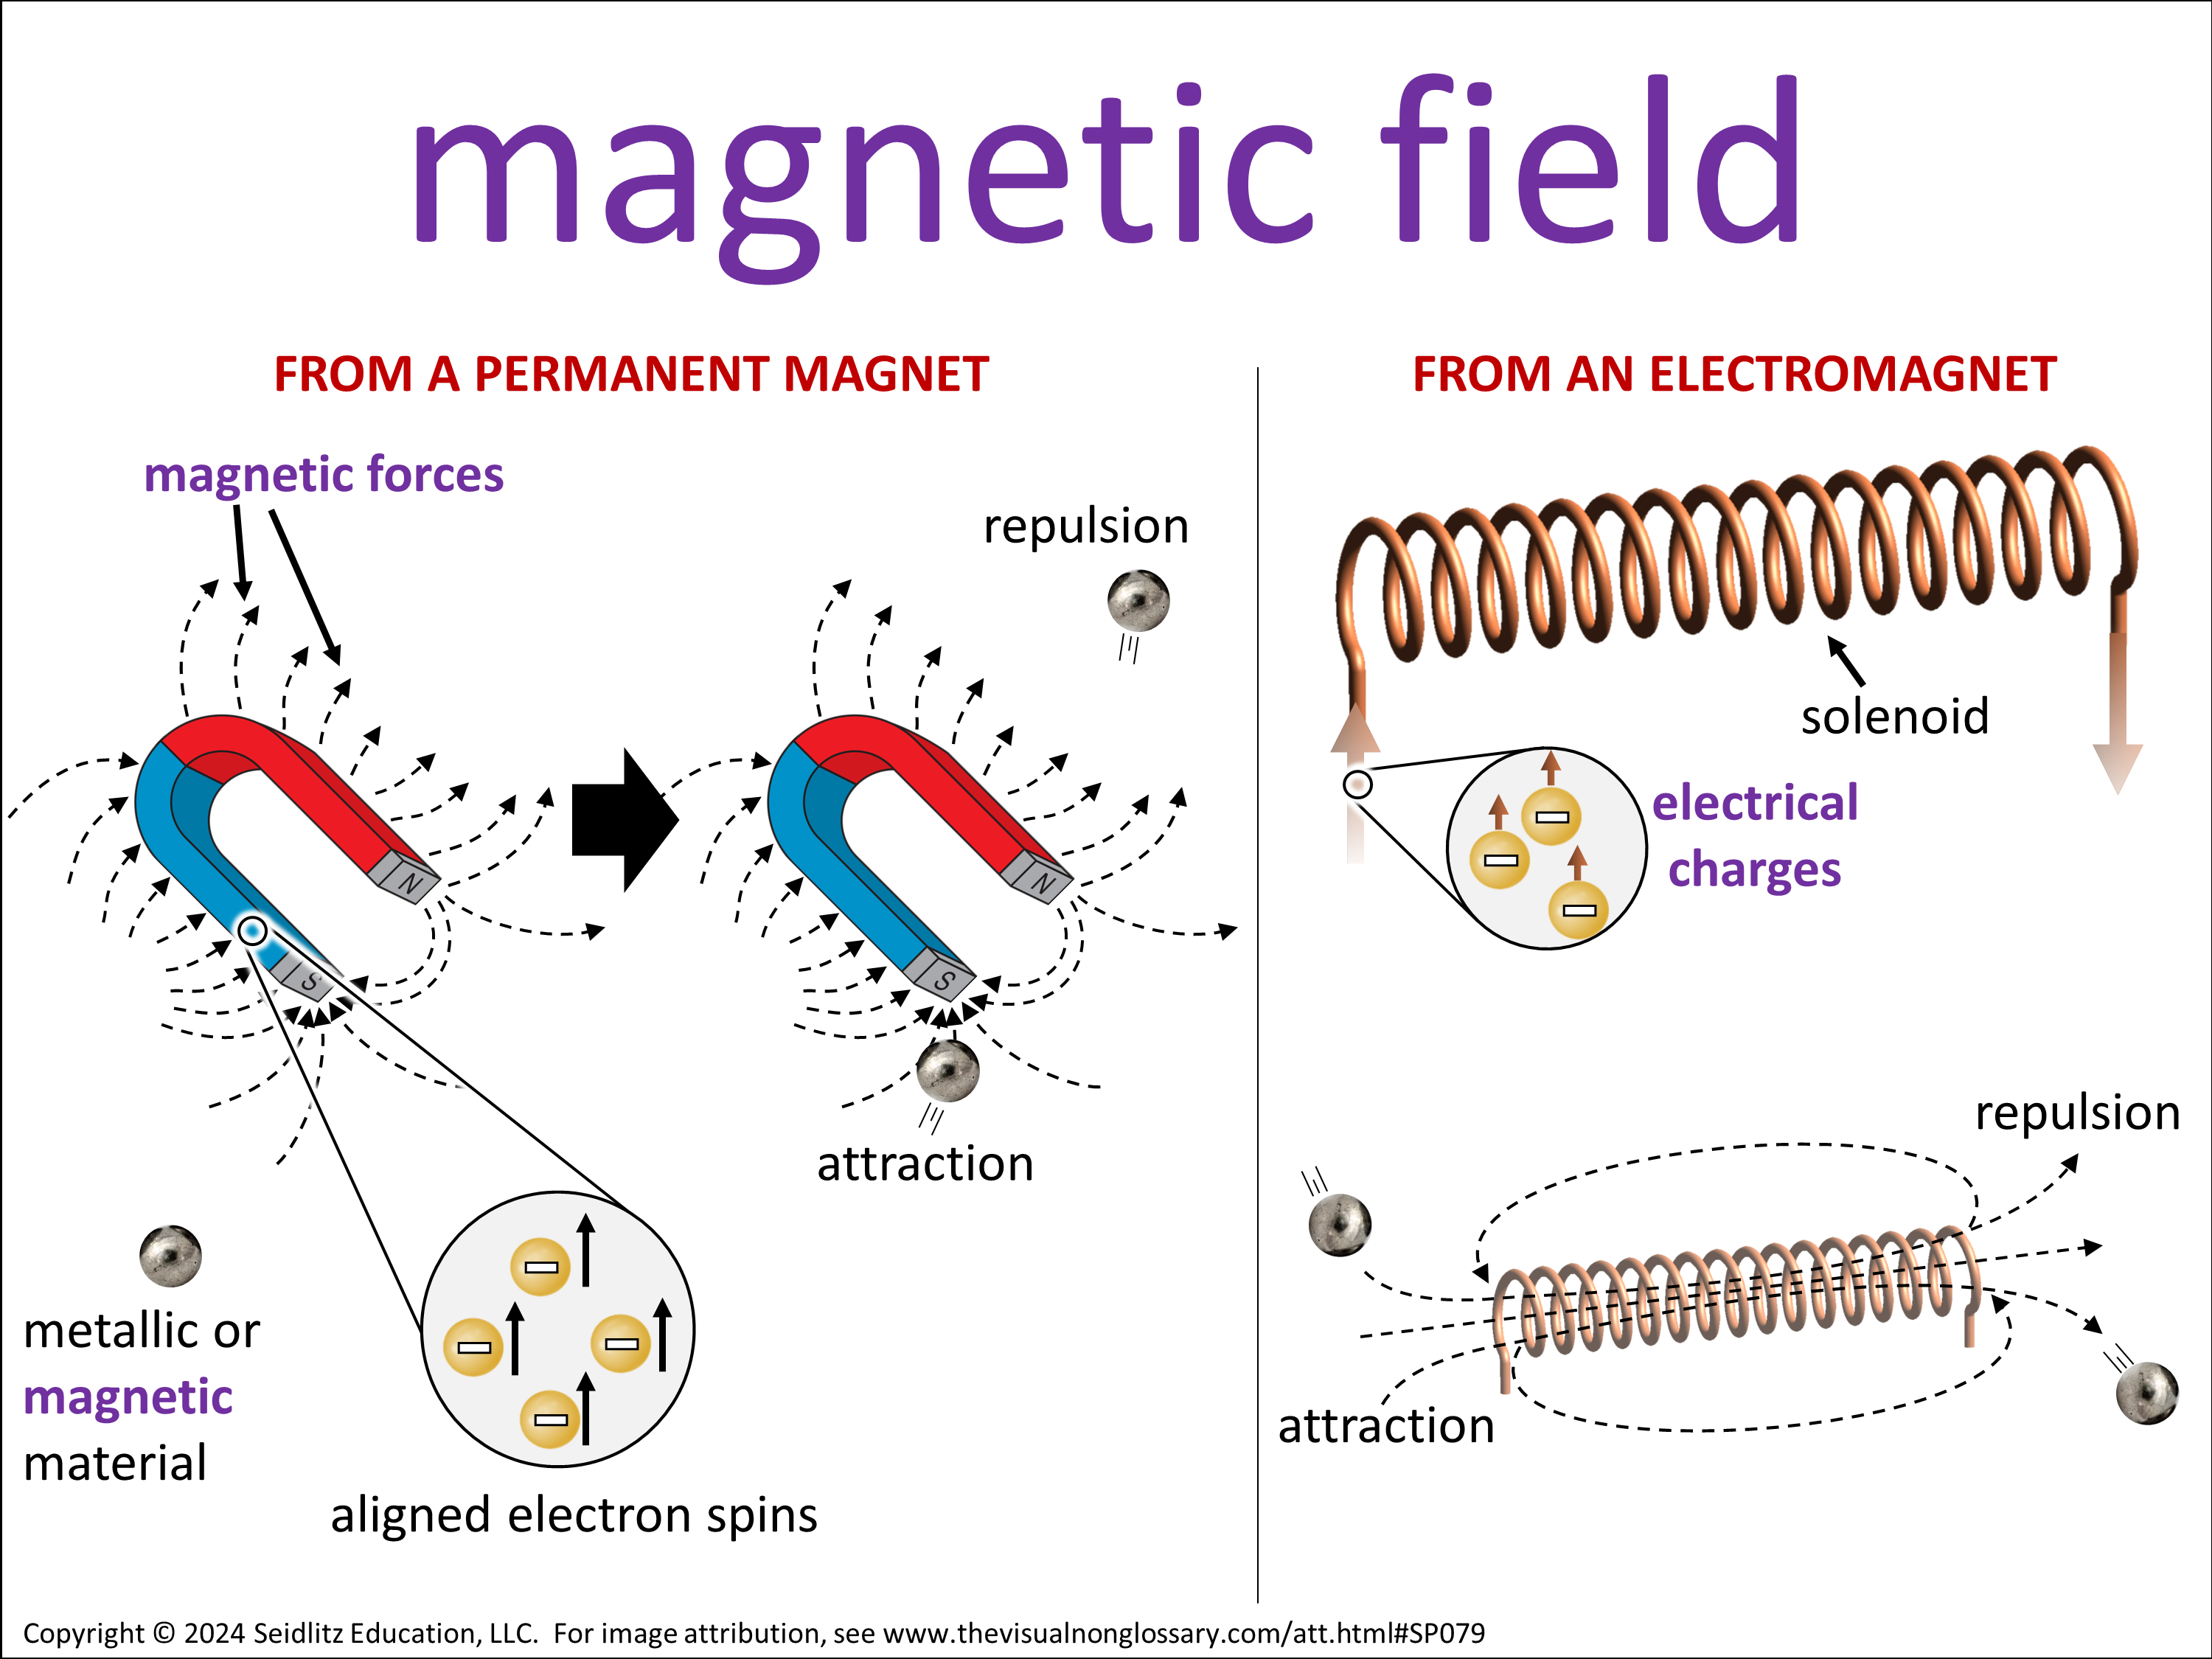 magnetic field
FROM A PERMANENT MAGNET
FROM AN ELECTROMAGNET
magnetic forces
repulsion
N
S
N
S
attraction
metallic or
magnetic
material
aligned electron spins
solenoid
electrical
charges
repulsion
attraction
Copyright © 2024 Seidlitz Education, LLC.  For image attribution, see www.thevisualnonglossary.com/att.html#SP079